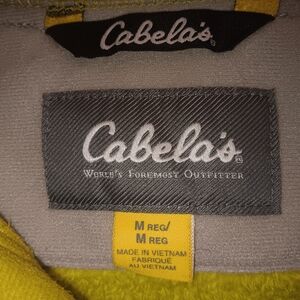 Cabela's
Cabela's
WORLD'S FOREMOST OUTFITTER
M REG/
M REG
MADE IN VIETNAM
FABRIQUÉ
AU VIETNAM